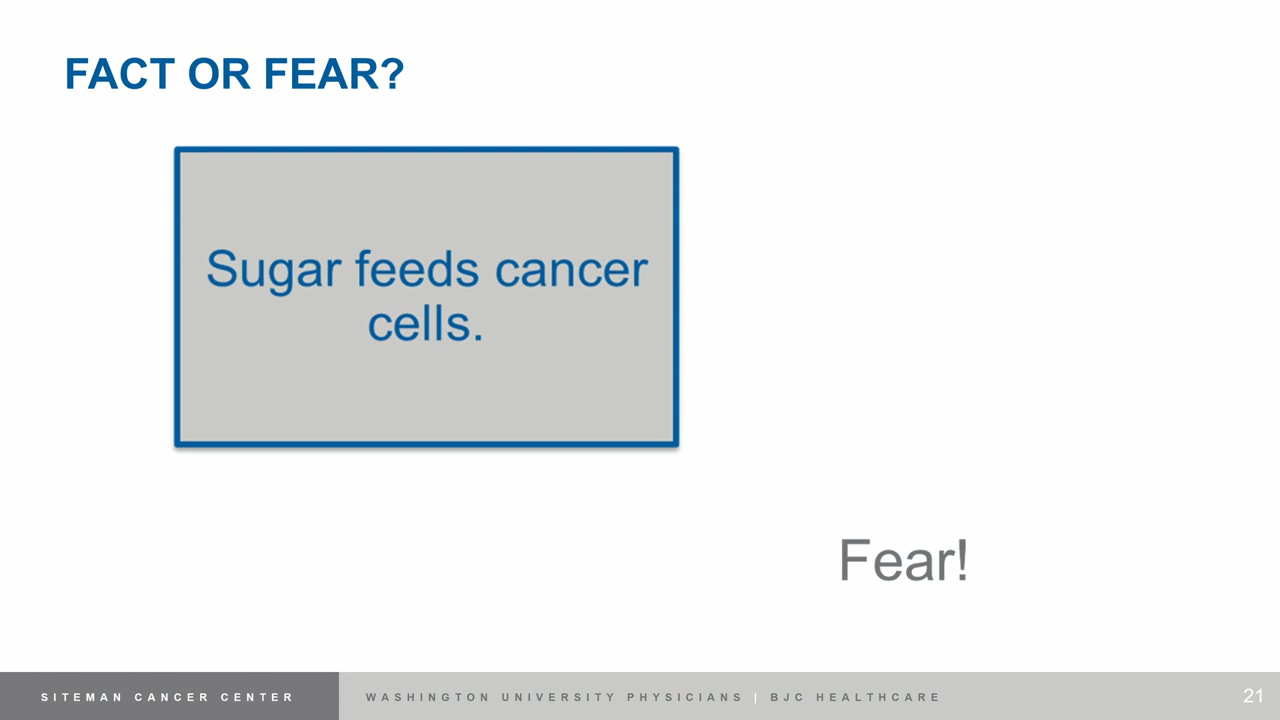 FACT OR FEAR?
Sugar feeds cancer
cells.
Fear!
SITEMAN CANCER CENTER
WASHINGTON UNIVERSITY PHYSICIANS | BJC HEALTHCARE
21